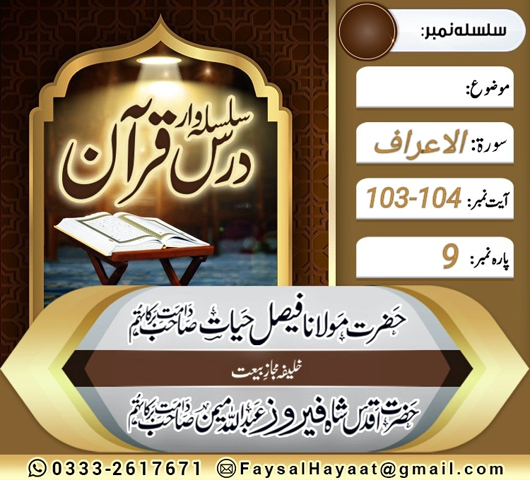 سلسلہ نمبر:
موضوع:
سورۃ: الاعراف
آیت نمبر: 103-104
پارہ نمبر: 9
سلسلہ وار
درس قرآن
حضرت مولانا فیصل حیات صاحب دامت برکاتہم
خلیفہ مجاز بیعت
حضرت اقدس شاہ فیروز عبداللہ میمن صاحب دامت برکاتہم
0333-2617671 FaysalHayaat@gmail.com